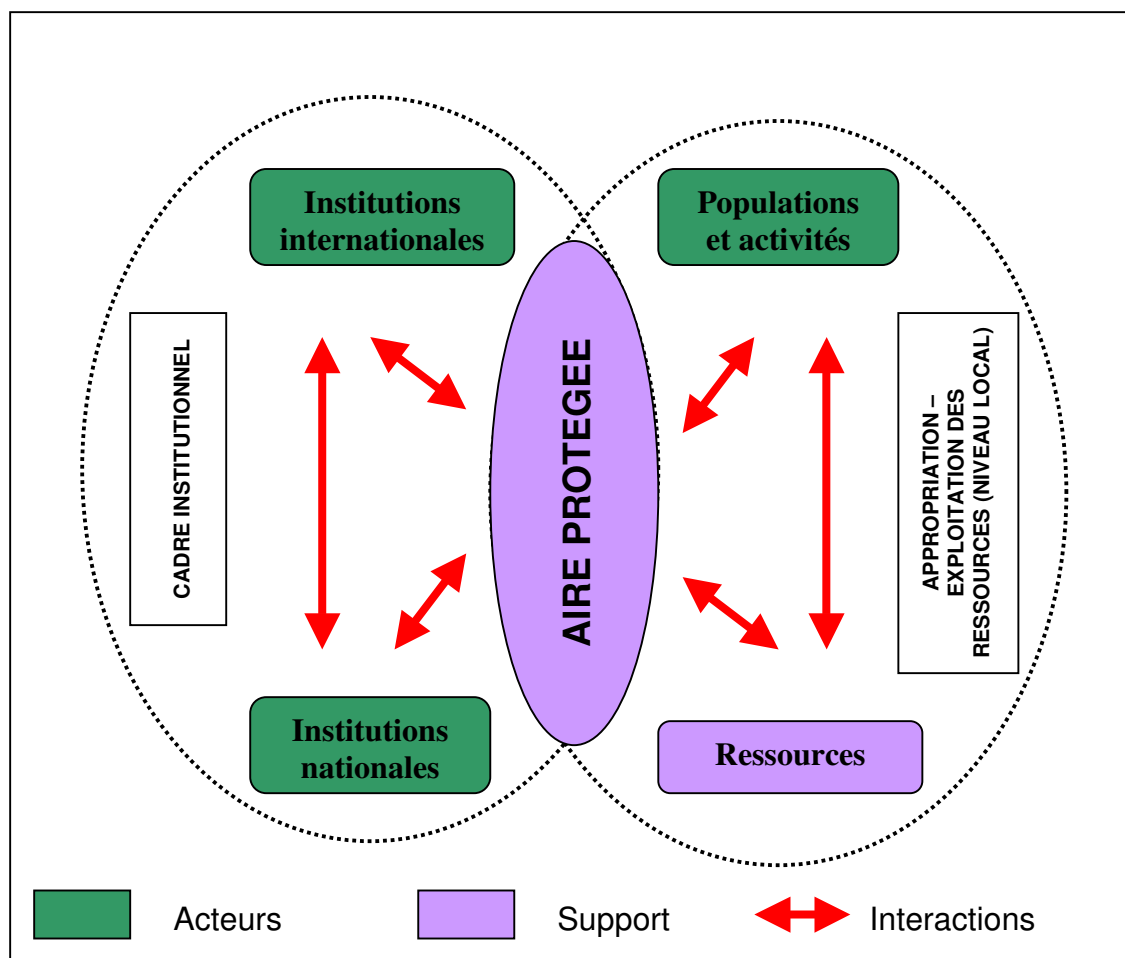 Institutions
internationales
Populations
et activités
CADRE INSTITUTIONNEL
AIRE PROTEGEE
APPROPRIATION –
EXPLOITATION DES
RESSOURCES (NIVEAU LOCAL)
Institutions
nationales
Ressources
Acteurs
Support
Interactions